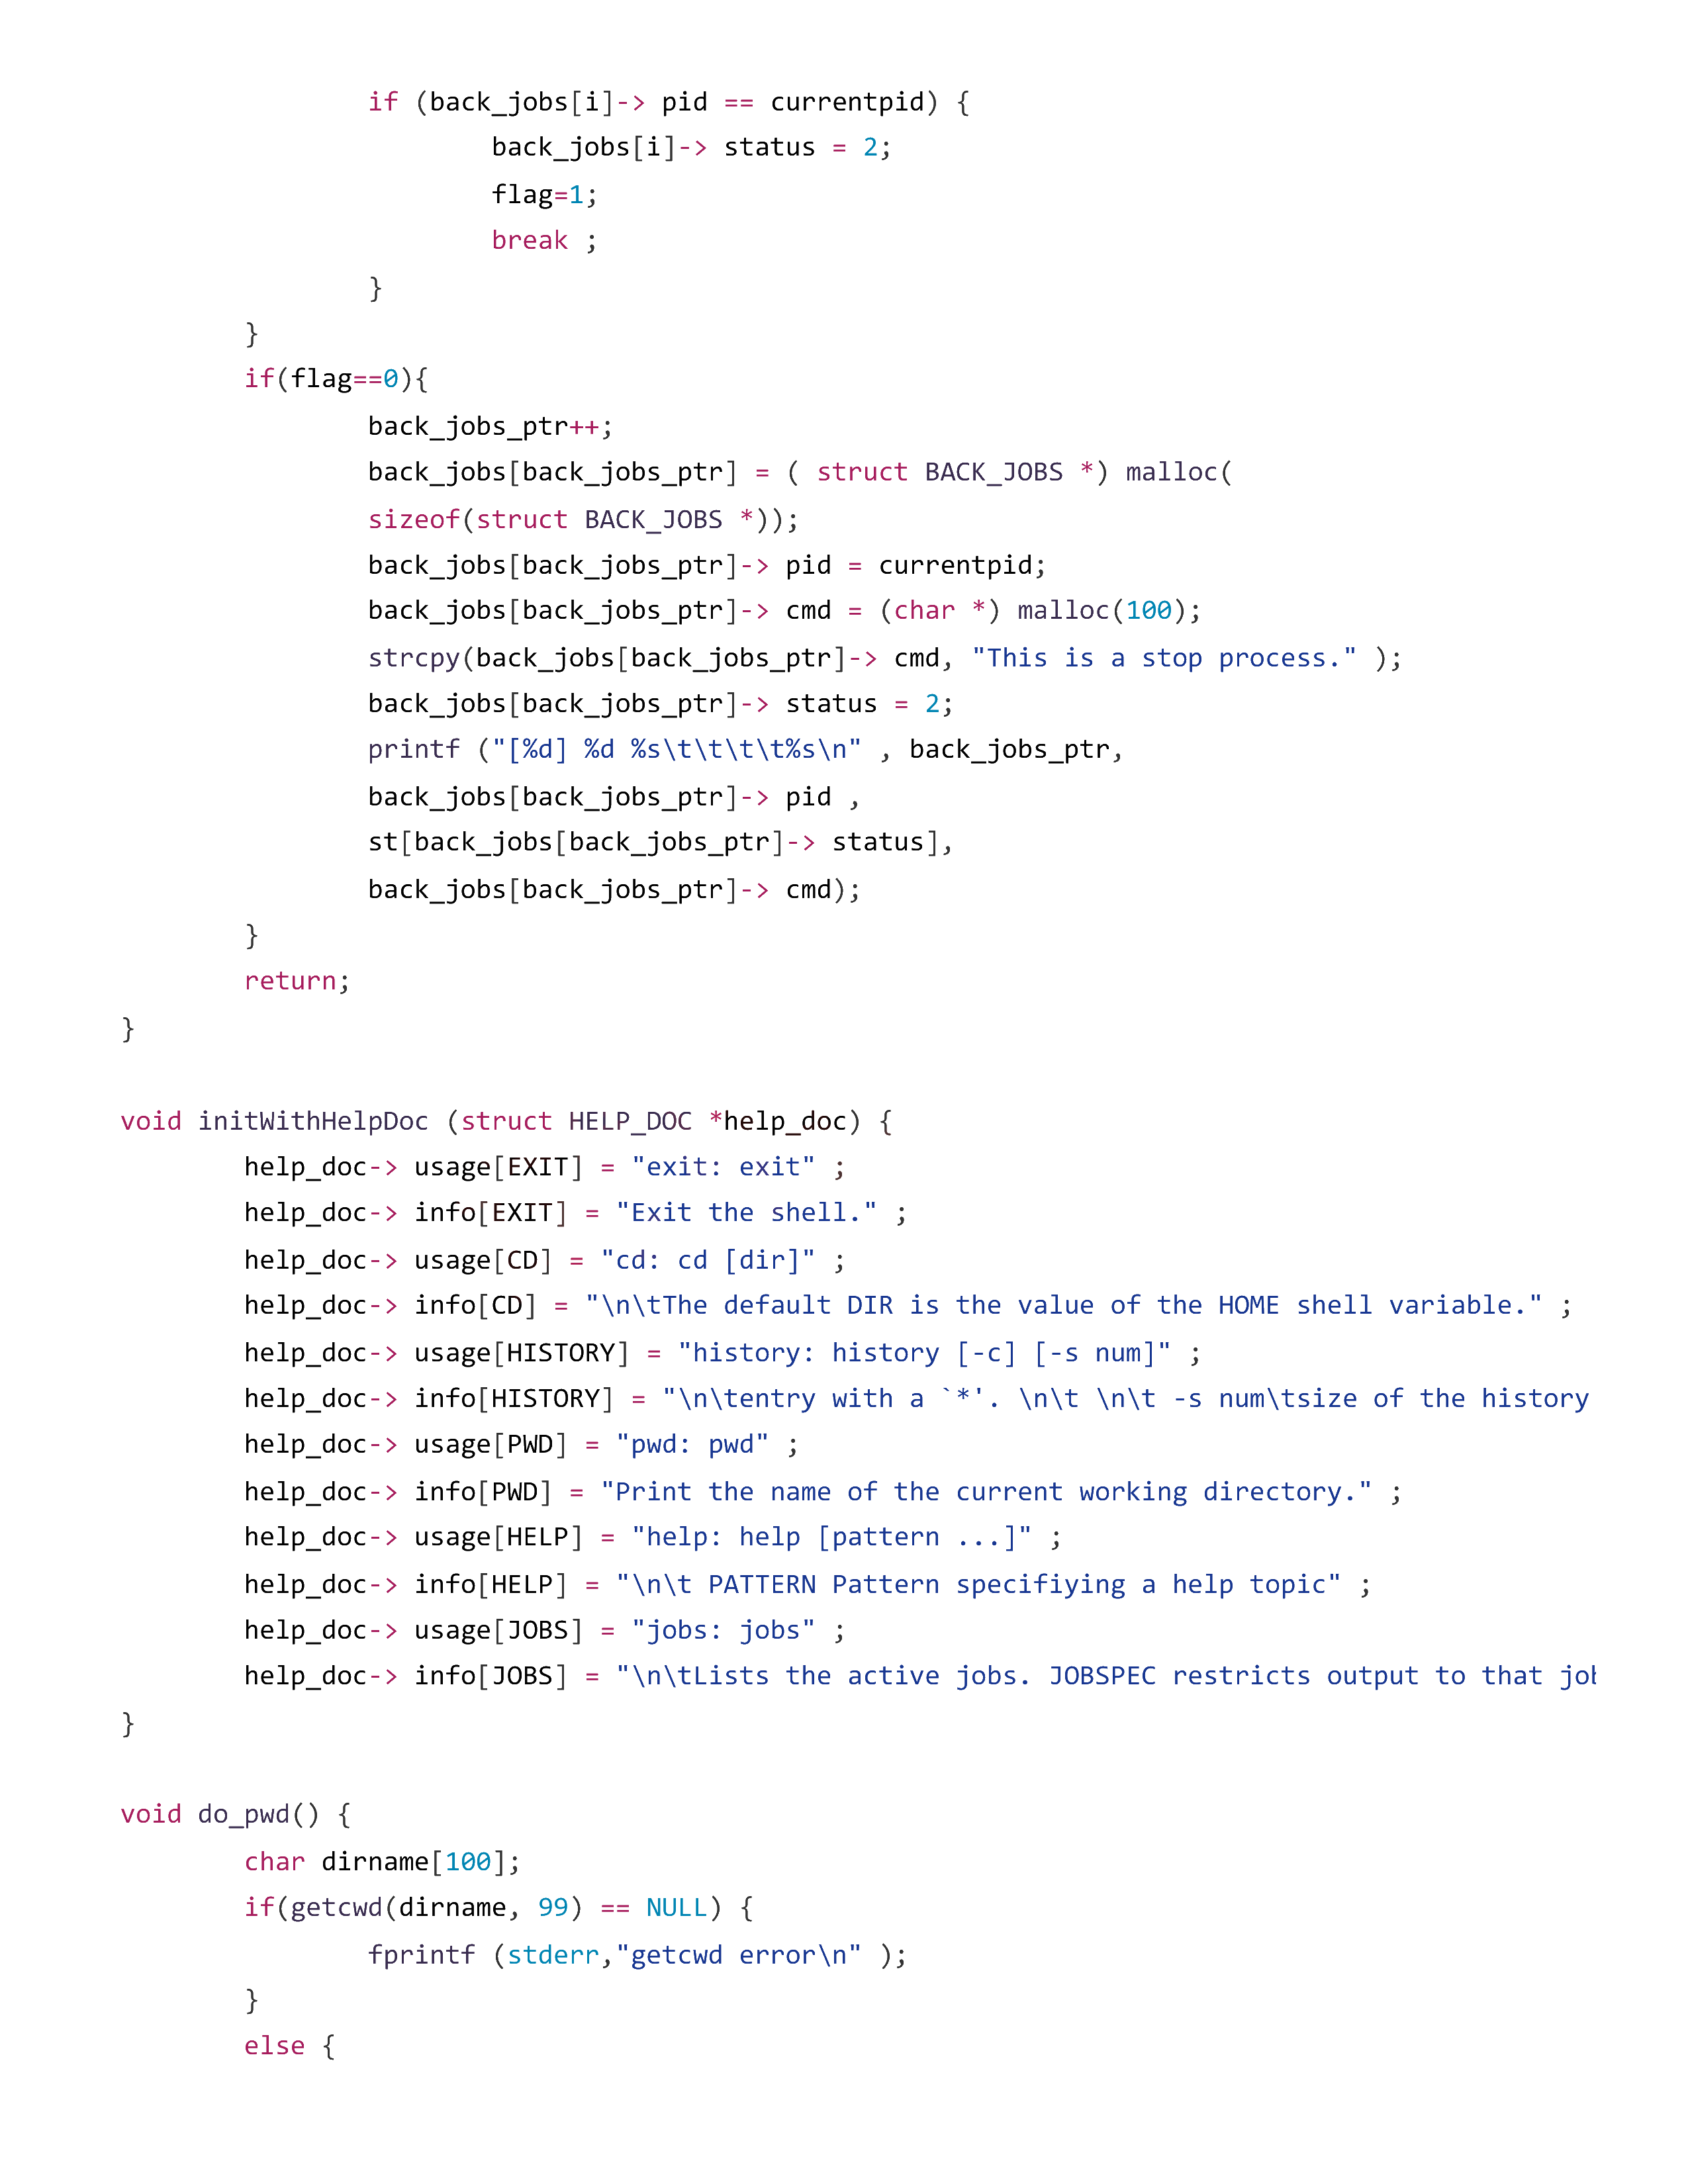 if (back_jobs[i]-> pid == currentpid) {
back_jobs[i]-> status = 2;
flag=1;
break ;
}
}
if(flag==0){
back_jobs_ptr++;
back_jobs[back_jobs_ptr] = ( struct BACK_JOBS *) malloc(
sizeof(struct BACK_JOBS *));
back_jobs[back_jobs_ptr]-> pid = currentpid;
back_jobs[back_jobs_ptr]-> cmd = (char *) malloc(100);
strcpy(back_jobs[back_jobs_ptr]-> cmd, "This is a stop process." );
back_jobs[back_jobs_ptr]-> status = 2;
printf ("[%d] %d %s\t\t\t\t%s\n" , back_jobs_ptr,
back_jobs[back_jobs_ptr]-> pid ,
st[back_jobs[back_jobs_ptr]-> status],
back_jobs[back_jobs_ptr]-> cmd);
}
return;
}
void initWithHelpDoc (struct HELP_DOC *help_doc) {
help_doc-> usage[EXIT] = "exit: exit" ;
help_doc-> info[EXIT] = "Exit the shell." ;
help_doc-> usage[CD] = "cd: cd [dir]" ;
help_doc-> info[CD] = "\n\tThe default DIR is the value of the HOME shell variable." ;
help_doc-> usage[HISTORY] = "history: history [-c] [-s num]" ;
help_doc-> info[HISTORY] = "\n\tentry with a `*'. \n\t \n\t -s num\tsize of the history
help_doc-> usage[PWD] = "pwd: pwd" ;
help_doc-> info[PWD] = "Print the name of the current working directory." ;
help_doc-> usage[HELP] = "help: help [pattern ...]" ;
help_doc-> info[HELP] = "\n\t PATTERN Pattern specifiying a help topic" ;
help_doc-> usage[JOBS] = "jobs: jobs" ;
help_doc-> info[JOBS] = "\n\tLists the active jobs. JOBSPEC restricts output to that job
}
void do_pwd() {
char dirname[100];
if(getcwd(dirname, 99) == NULL) {
fprintf (stderr,"getcwd error\n" );
}
else {